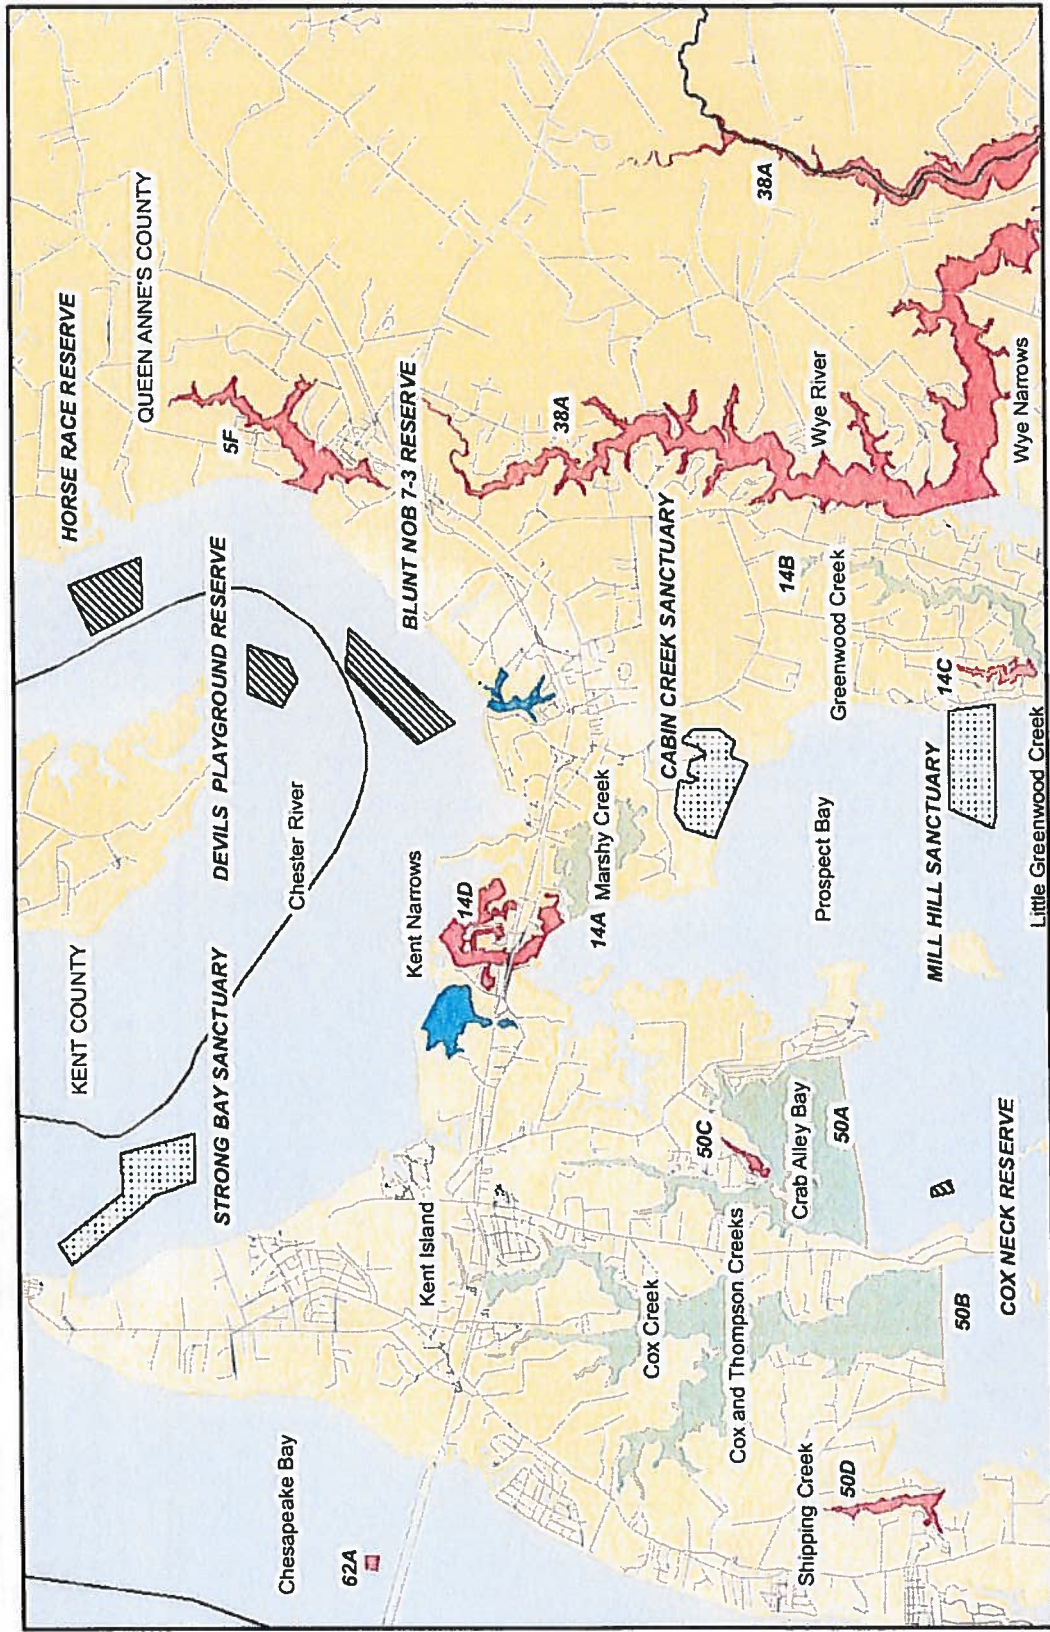 HORSE RACE RESERVE
QUEEN ANNE'S COUNTY
5F
DEVILS PLAYGROUND RESERVE
BLUNT NOB 7-3 RESERVE
38A
38A
Wye River
Wye Narrows
CABIN CREEK SANCTUARY
14B
Greenwood Creek
14C
Little Greenwood Creek
MILL HILL SANCTUARY
Prospect Bay
Marshy Creek
14A
14D
Kent Narrows
Chester River
KENT COUNTY
STRONG BAY SANCTUARY
Kent Island
50C
Crab Alley Bay
50A
COX NECK RESERVE
Cox Creek
Cox and Thompson Creeks
50B
Shipping Creek
50D
Chesapeake Bay
62A